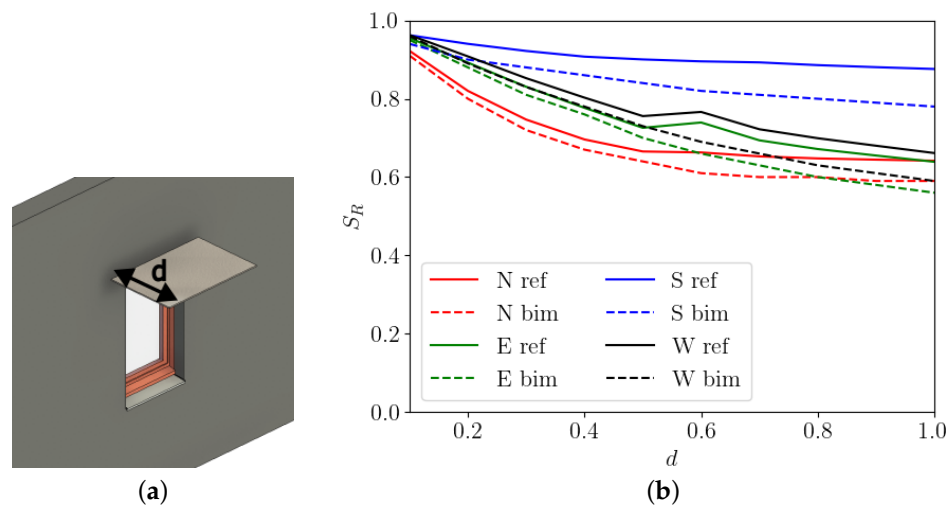 d
(a)
1.0
0.8
0.6
0.4
0.2
0.0
S_R
0.2 0.4 0.6 0.8 1.0
d
N ref
N bim
E ref
E bim
S ref
S bim
W ref
W bim
(b)